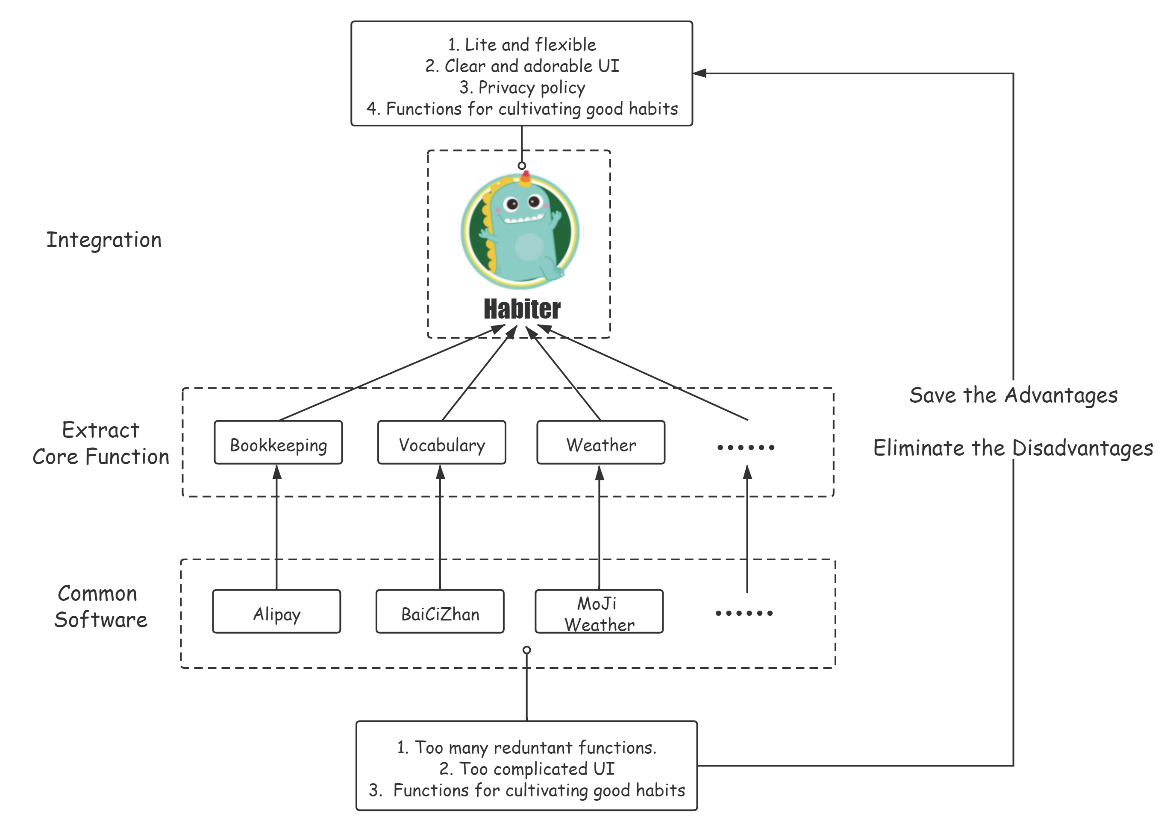 1. Lite and flexible
2. Clear and adorable UI
3. Privacy policy
4. Functions for cultivating good habits
Integration
Habiter
Save the Advantages
Eliminate the Disadvantages
Extract
Core Function
Bookkeeping
Vocabulary
Weather
......
Common
Software
Alipay
BaiCiZhan
MoJi
Weather
......
1. Too many reduntant functions.
2. Too complicated UI
3. Functions for cultivating good habits